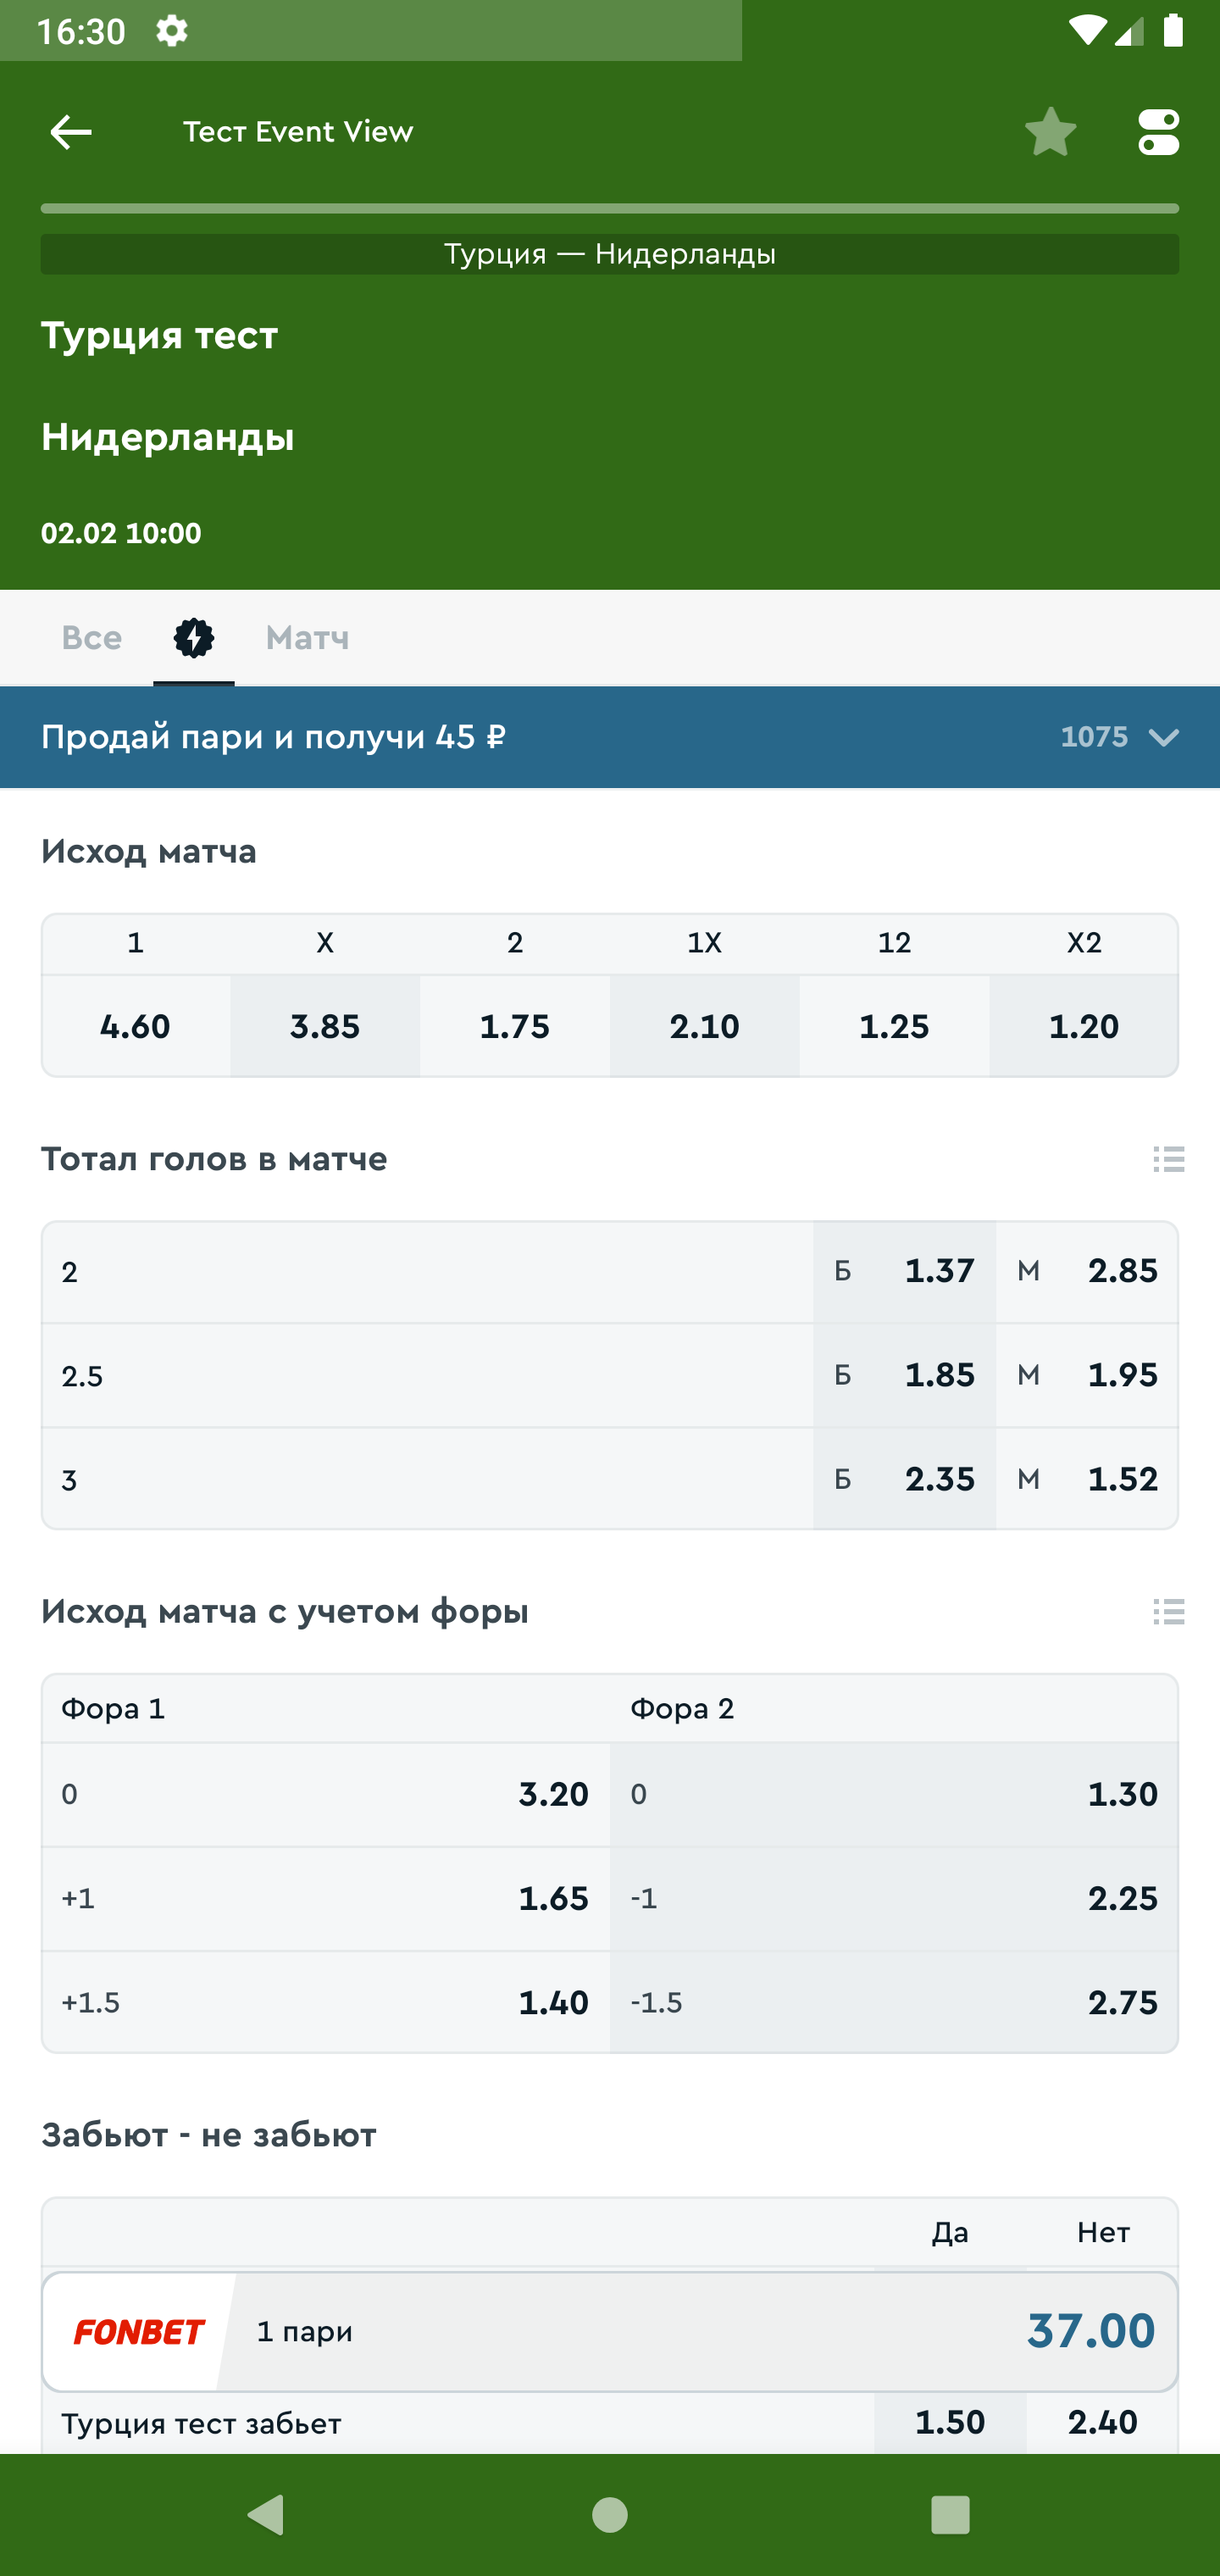 16:30
Тест Event View
Турция — Нидерланды
Турция тест
Нидерланды
02.02 10:00
Все Матч
Продай пари и получи 45 ₽ 1075
Исход матча
1 X 2 1X 12 X2
4.60 3.85 1.75 2.10 1.25 1.20
Тотал голов в матче
2 Б 1.37 М 2.85
2.5 Б 1.85 М 1.95
3 Б 2.35 М 1.52
Исход матча с учетом форы
Фора 1 Фора 2
0 3.20 0 1.30
+1 1.65 -1 2.25
+1.5 1.40 -1.5 2.75
Забьют - не забьют
Да Нет
FONBET 1 пари 37.00
Турция тест забьет 1.50 2.40